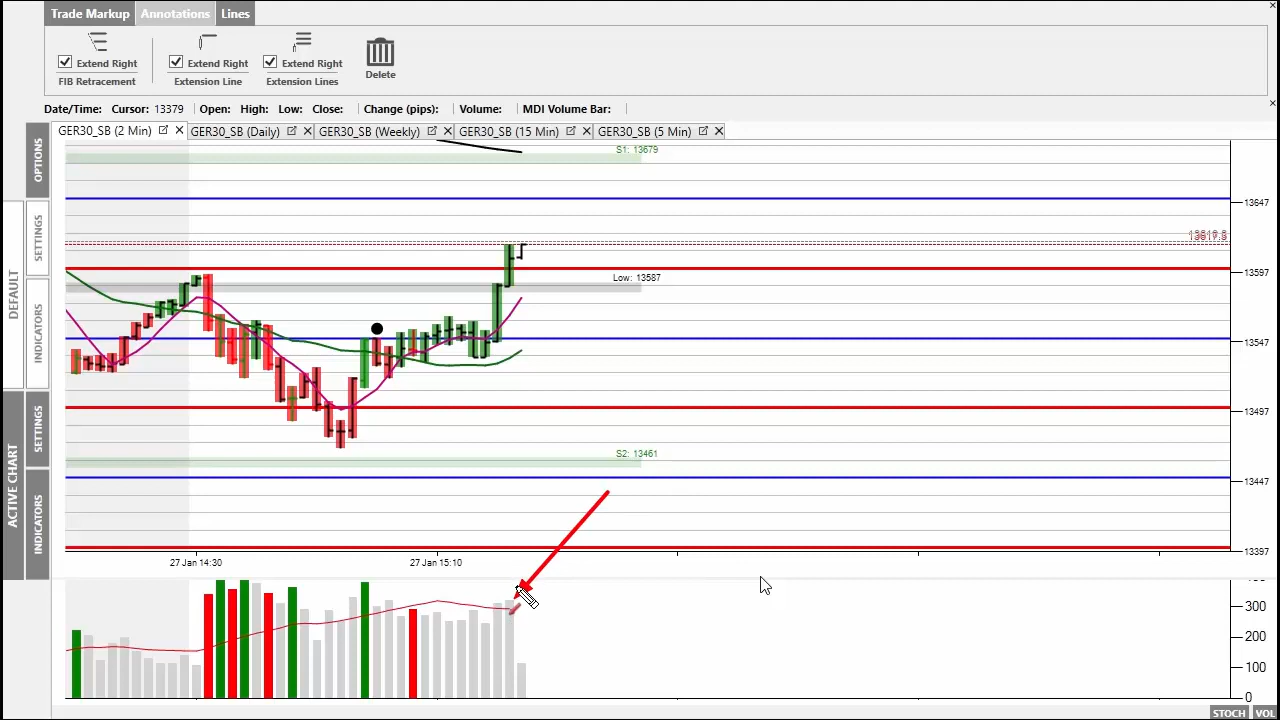 Trade Markup Annotations Lines
Extend Right Extend Right Extend Right
FIB Retracement Extension Line Extension Lines Delete
Date/Time: Cursor: 13379 Open: High: Low: Close: Change (pips): Volume: MDI Volume Bar:
GER30_SB (2 Min) GER30_SB (Daily) GER30_SB (Weekly) GER30_SB (15 Min) GER30_SB (5 Min)
OPTIONS
SETTINGS
INDICATORS
DEFAULT
SETTINGS
INDICATORS
ACTIVE CHART
S1: 13679
13647
13597
Low: 13587
13547
13497
S2: 13461
13447
13397
27 Jan 14:30 27 Jan 15:10
300
200
100
0
STOCH VOL